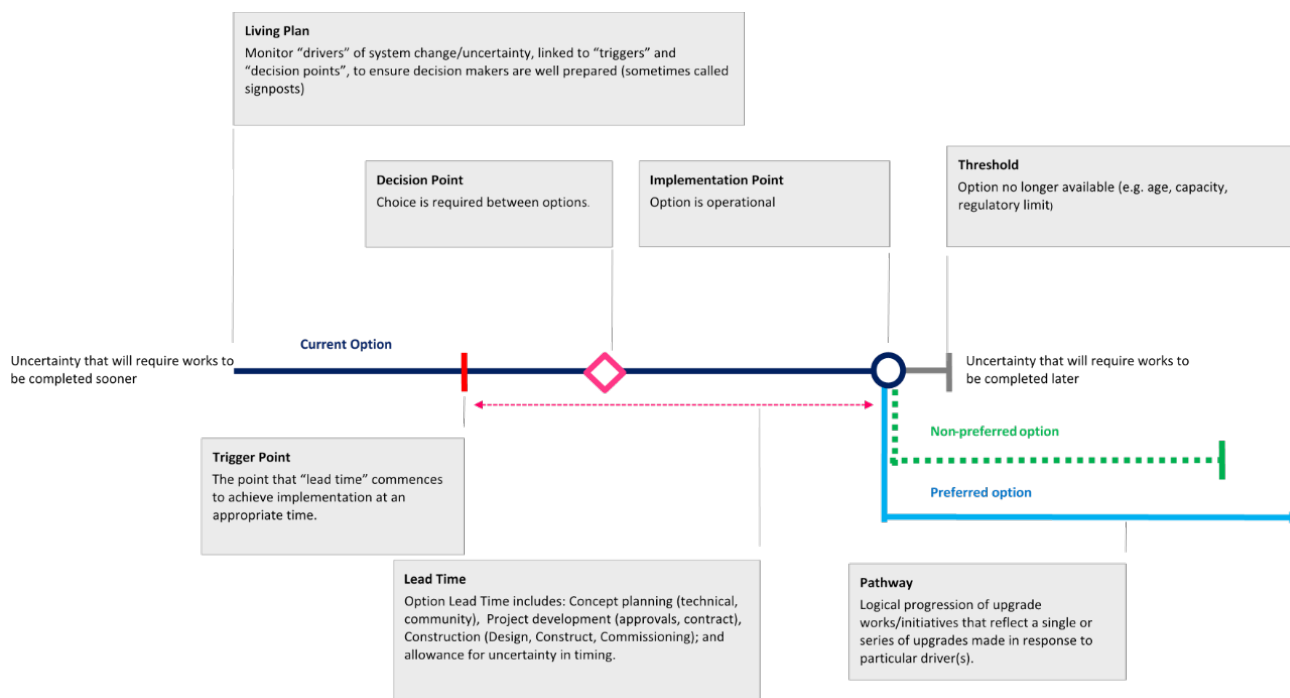 Living Plan
Monitor “drivers” of system change/uncertainty, linked to “triggers” and
“decision points”, to ensure decision makers are well prepared (sometimes called
signposts)
Decision Point
Choice is required between options.
Implementation Point
Option is operational
Threshold
Option no longer available (e.g. age, capacity,
regulatory limit)
Current Option
Uncertainty that will require works to
be completed sooner
Uncertainty that will require works to
be completed later
Non-preferred option
Preferred option
Trigger Point
The point that “lead time” commences
to achieve implementation at an
appropriate time.
Lead Time
Option Lead Time includes: Concept planning (technical,
community), Project development (approvals, contract),
Construction (Design, Construct, Commissioning); and
allowance for uncertainty in timing.
Pathway
Logical progression of upgrade
works/initiatives that reflect a single or
series of upgrades made in response to
particular driver(s).